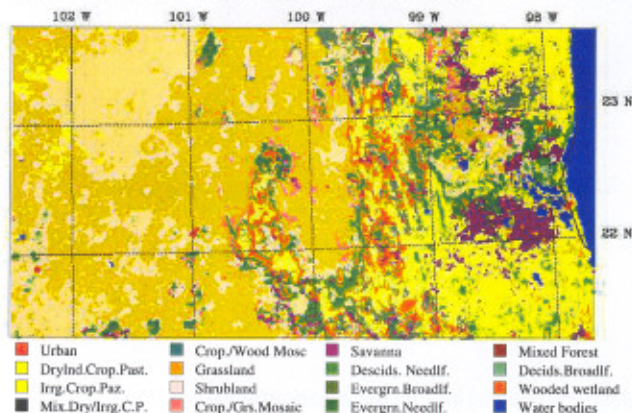 102 W 101 W 100 W 99 W 98 W
23 N
22 N
Urban Crop./Wood Mosc Savanna Mixed Forest
Drylnd.Crop.Past. Grassland Descids. Needlf. Decids.Broadlf.
Irrg.Crop.Paz. Shrubland Evergrn.Broadlf. Wooded wetland
Mix.Dry/Irrg.C.P. Crop./Grs.Mosaic Evergrn.Needlf. Water bodies